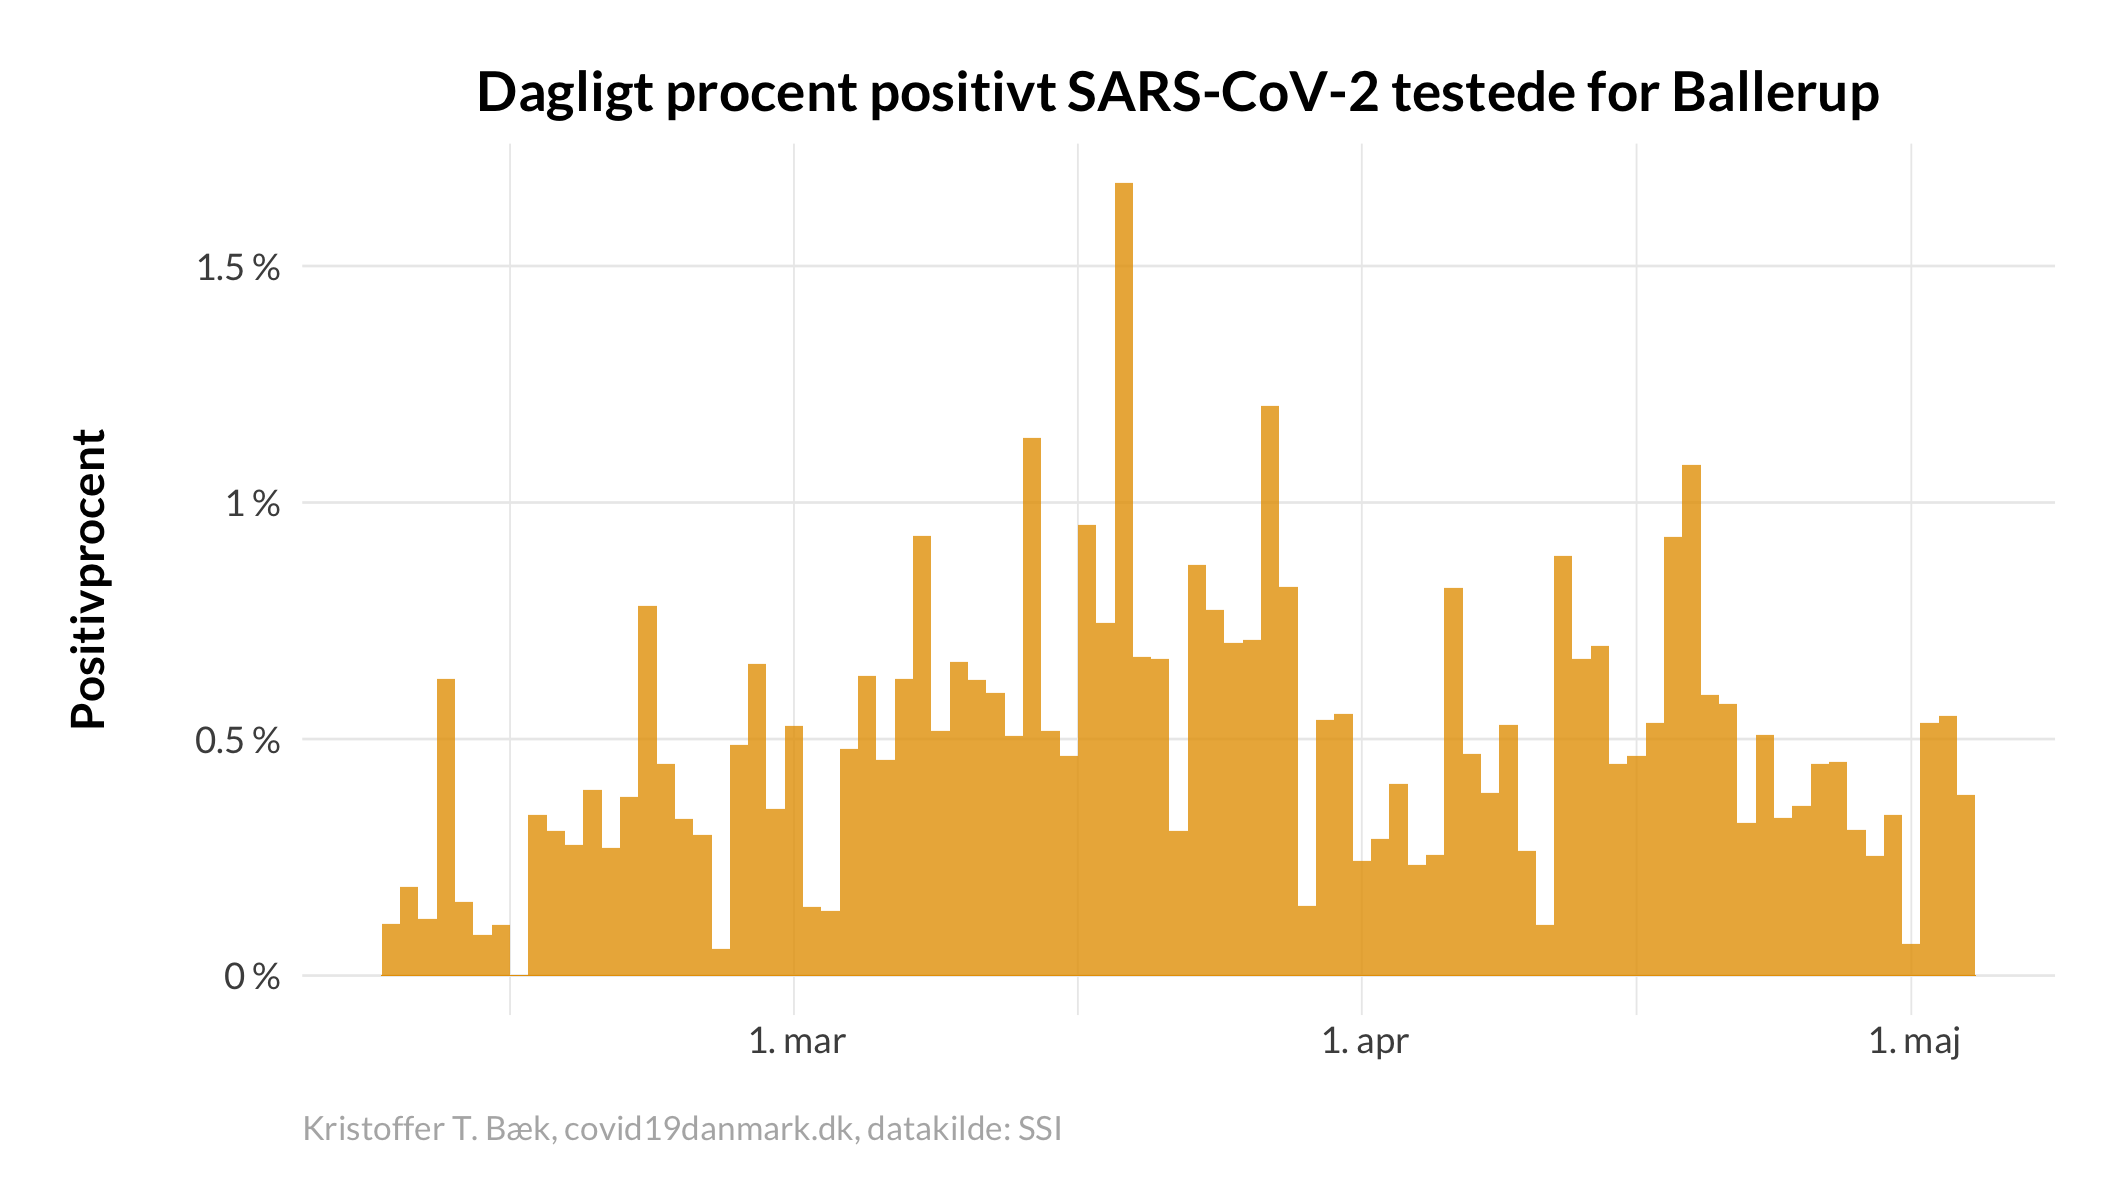 Dagligt procent positivt SARS-CoV-2 testede for Ballerup
Positivprocent
1.5 %
1 %
0.5 %
0 %
1. mar
1. apr
1. maj
Kristoffer T. Bæk, covid19danmark.dk, datakilde: SSI